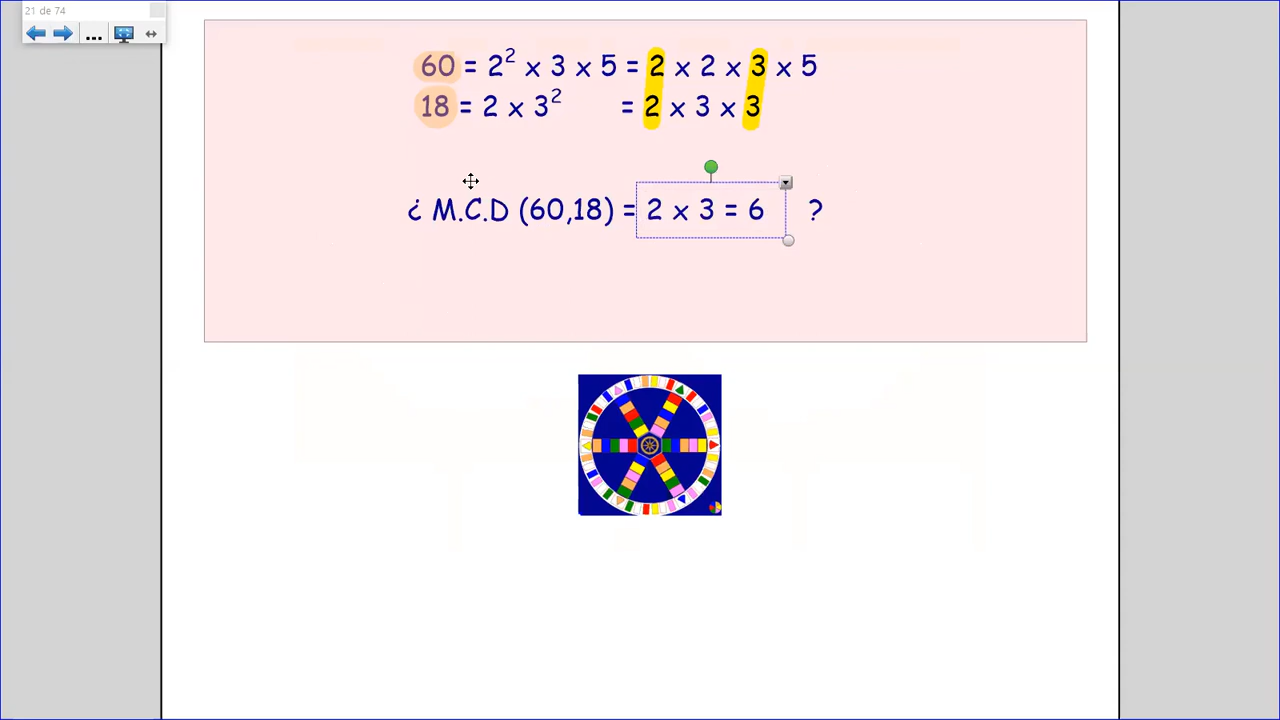 21 de 74
...
60 = 2² x 3 x 5 = 2 x 2 x 3 x 5
18 = 2 x 3² = 2 x 3 x 3
¿ M.C.D (60,18) = 2 x 3 = 6 ?